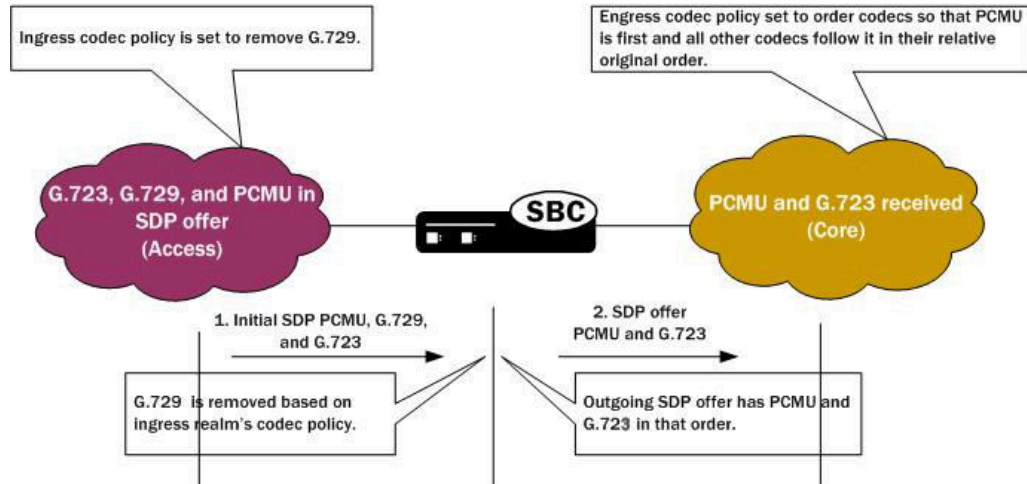 Ingress codec policy is set to remove G.729.
Engress codec policy set to order codecs so that PCMU
is first and all other codecs follow it in their relative
original order.
G.723, G.729, and PCMU in
SDP offer
(Access)
SBC
PCMU and G.723 received
(Core)
1. Initial SDP PCMU, G.729,
and G.723
2. SDP offer
PCMU and G.723
G.729 is removed based on
ingress realm's codec policy.
Outgoing SDP offer has PCMU and
G.723 in that order.